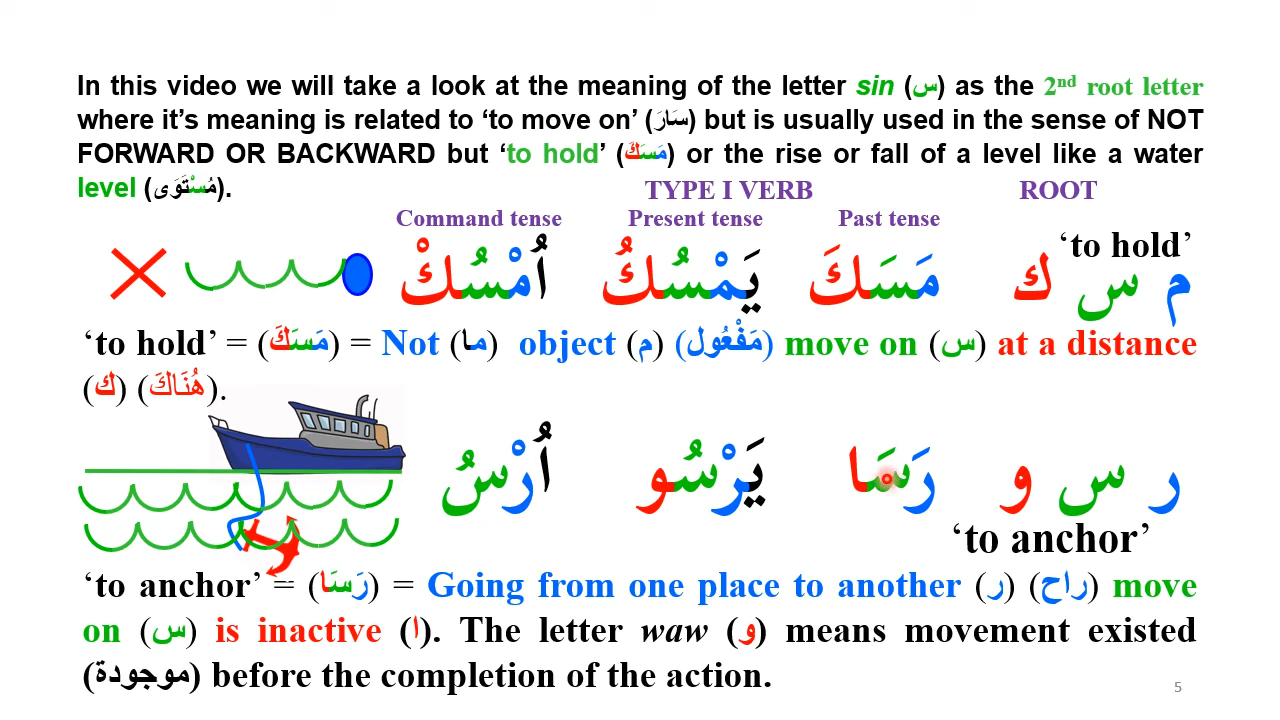 In this video we will take a look at the meaning of the letter sin (س) as the 2nd root letter
where it's meaning is related to 'to move on' (سَارَ) but is usually used in the sense of NOT
FORWARD OR BACKWARD but 'to hold' (مَسَكَ) or the rise or fall of a level like a water
level (مُسْتَوَى).
TYPE I VERB ROOT
Command tense Present tense Past tense
'to hold'
م س ك مَسَكَ يَمْسُكُ اُمْسُكْ
'to hold' = (مَسَكَ) = Not (ما) object (م) (مَفْعُول) move on (س) at a distance
(ك) (هُنَاكَ).
ر س و رَسَا يَرْسُو اُرْسُ
'to anchor'
'to anchor' = (رَسَا) = Going from one place to another (ر) (راح) move
on (س) is inactive (ا). The letter waw (و) means movement existed
(موجودة) before the completion of the action.
5